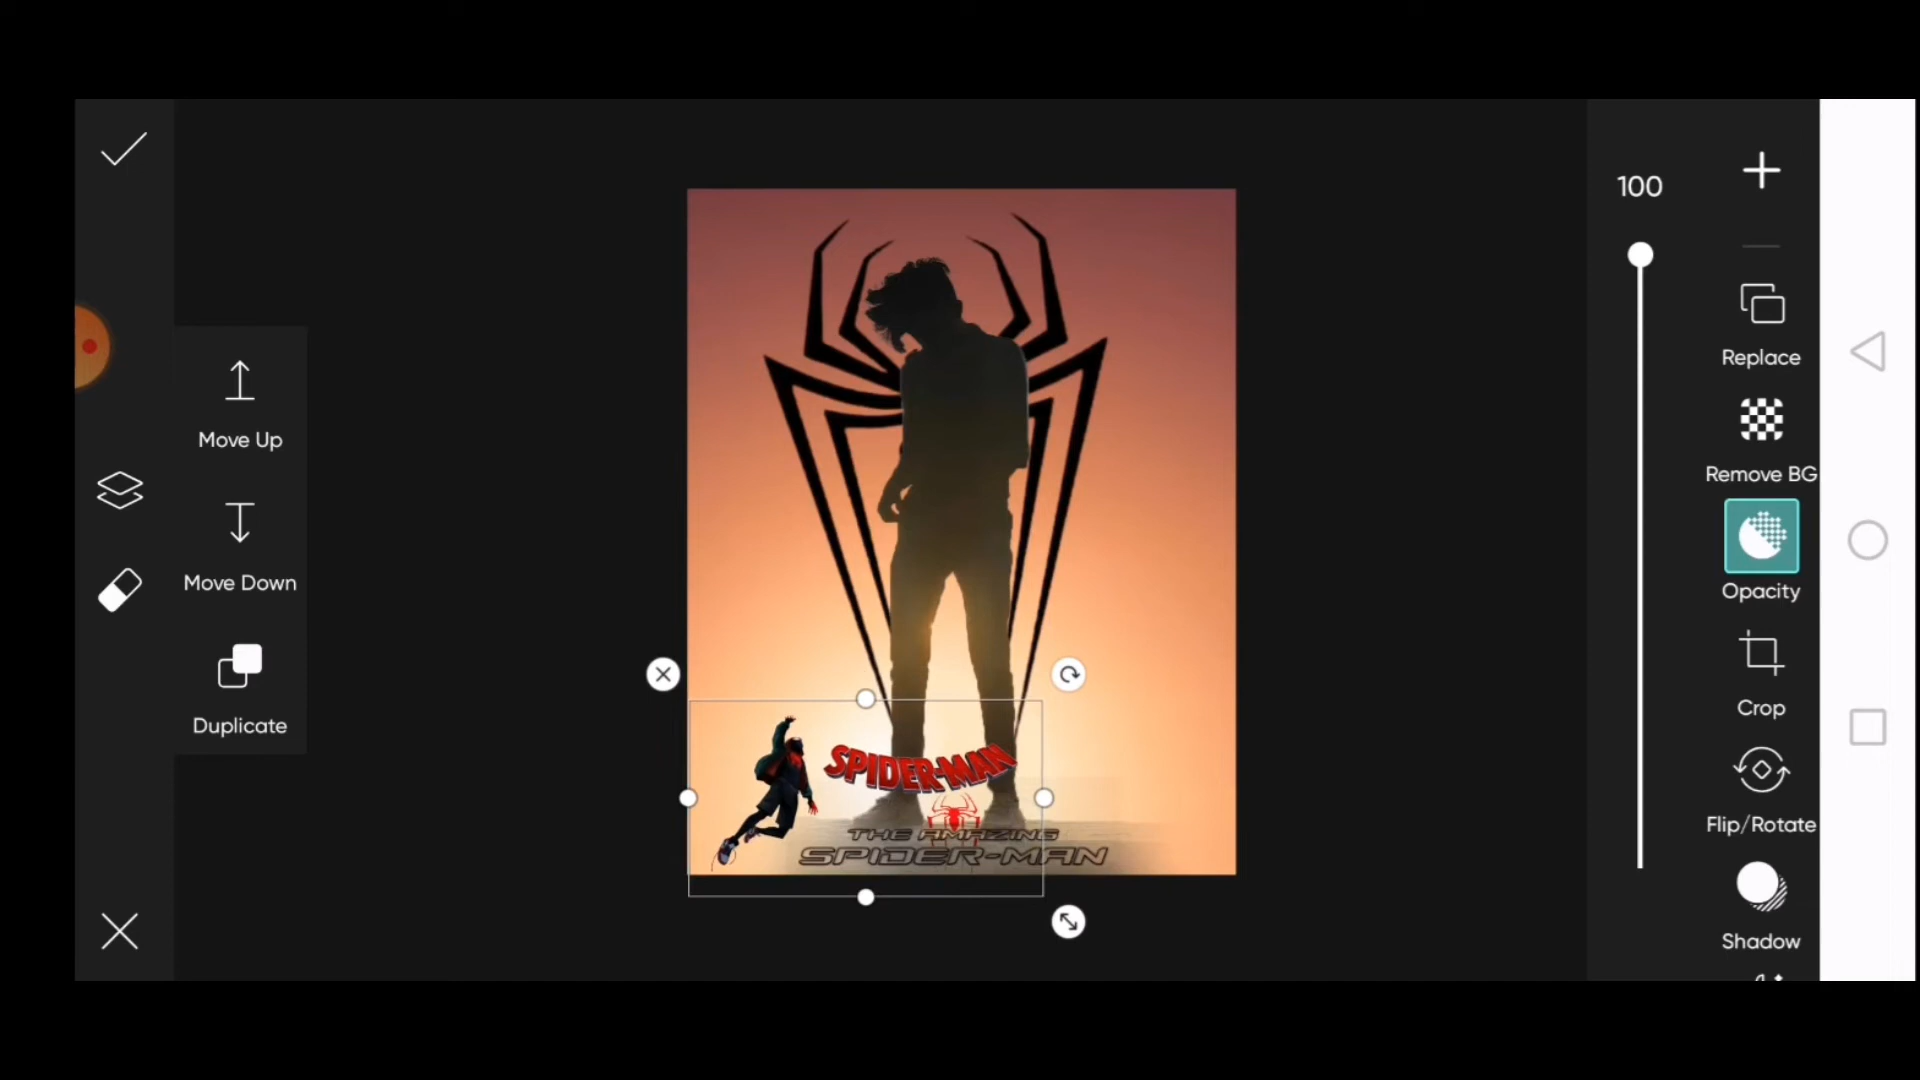 100
Replace
Move Up
Remove BG
Move Down
Opacity
Duplicate
Crop
SPIDER-MAN
THE AMAZING
SPIDER-MAN
Flip/Rotate
Shadow